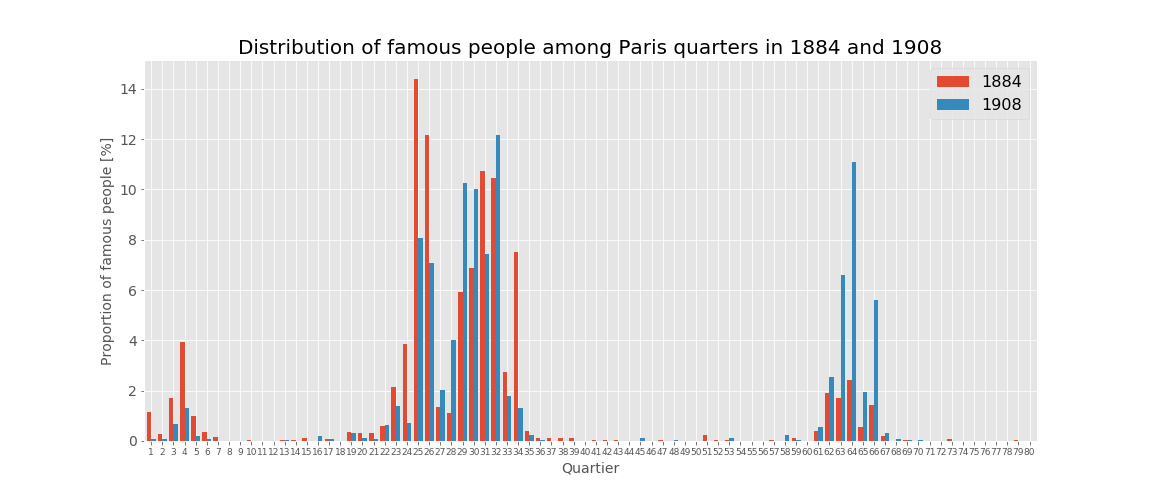 Distribution of famous people among Paris quarters in 1884 and 1908
1884
1908
Proportion of famous people [%]
14
12
10
8
6
4
2
0
1 2 3 4 5 6 7 8 9 10 11 12 13 14 15 16 17 18 19 20 21 22 23 24 25 26 27 28 29 30 31 32 33 34 35 36 37 38 39 40 41 42 43 44 45 46 47 48 49 50 51 52 53 54 55 56 57 58 59 60 61 62 63 64 65 66 67 68 69 70 71 72 73 74 75 76 77 78 79 80
Quartier